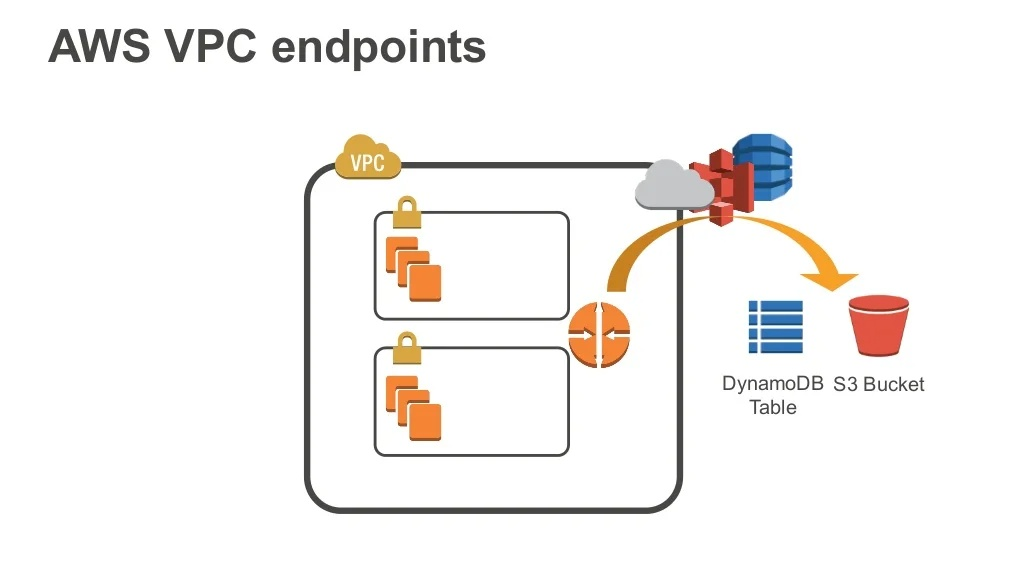 AWS VPC endpoints
VPC
DynamoDB S3 Bucket
Table